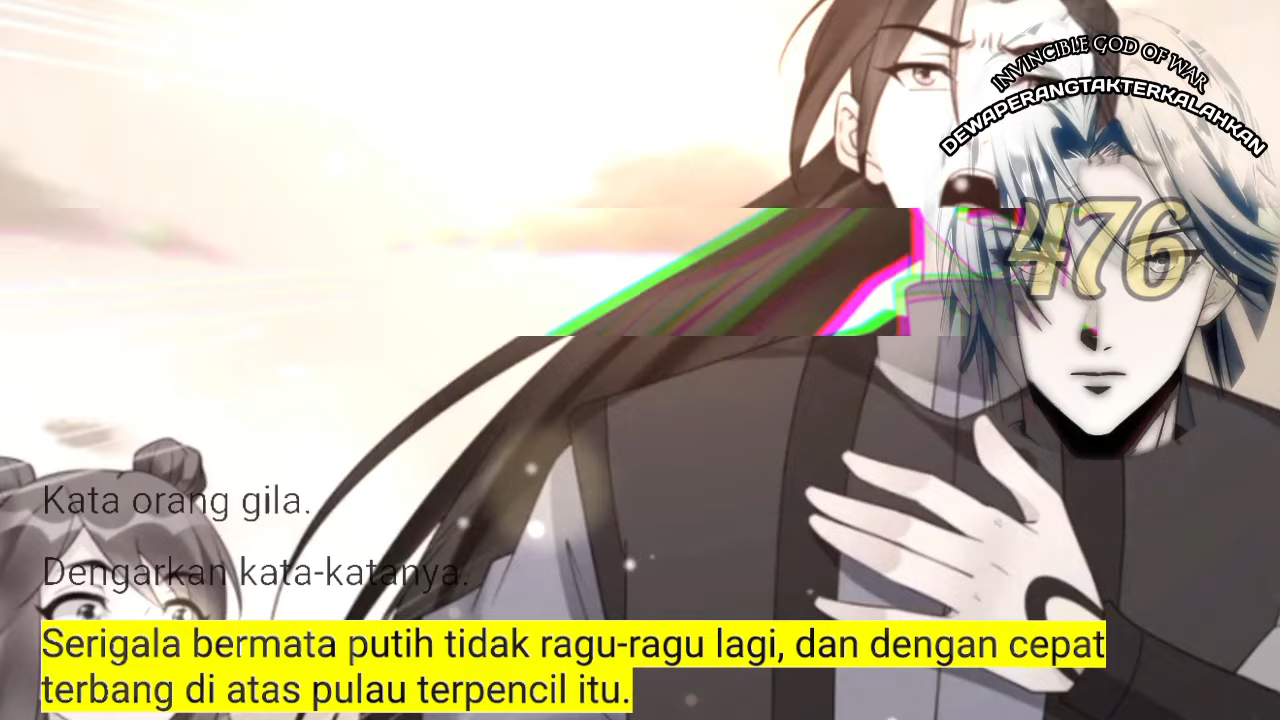 INVINCIBLE GOD OF WAR
DEWAPERANGTAKTERKALAHKAN
476
Kata orang gila.
Dengarkan kata-katanya.
Serigala bermata putih tidak ragu-ragu lagi, dan dengan cepat
terbang di atas pulau terpencil itu.